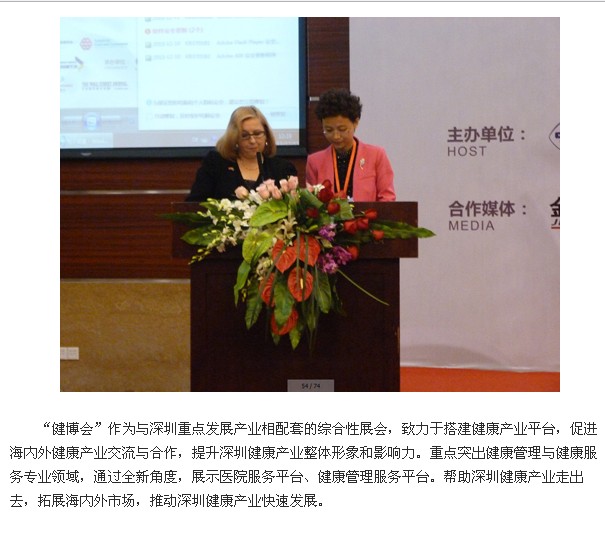 主办单位：
HOST
合作媒体：
MEDIA
54 / 74
“健博会”作为与深圳重点发展产业相配套的综合性展会，致力于搭建健康产业平台，促进
海内外健康产业交流与合作，提升深圳健康产业整体形象和影响力。重点突出健康管理与健康服
务专业领域，通过全新角度，展示医院服务平台、健康管理服务平台。帮助深圳健康产业走出
去，拓展海内外市场，推动深圳健康产业快速发展。